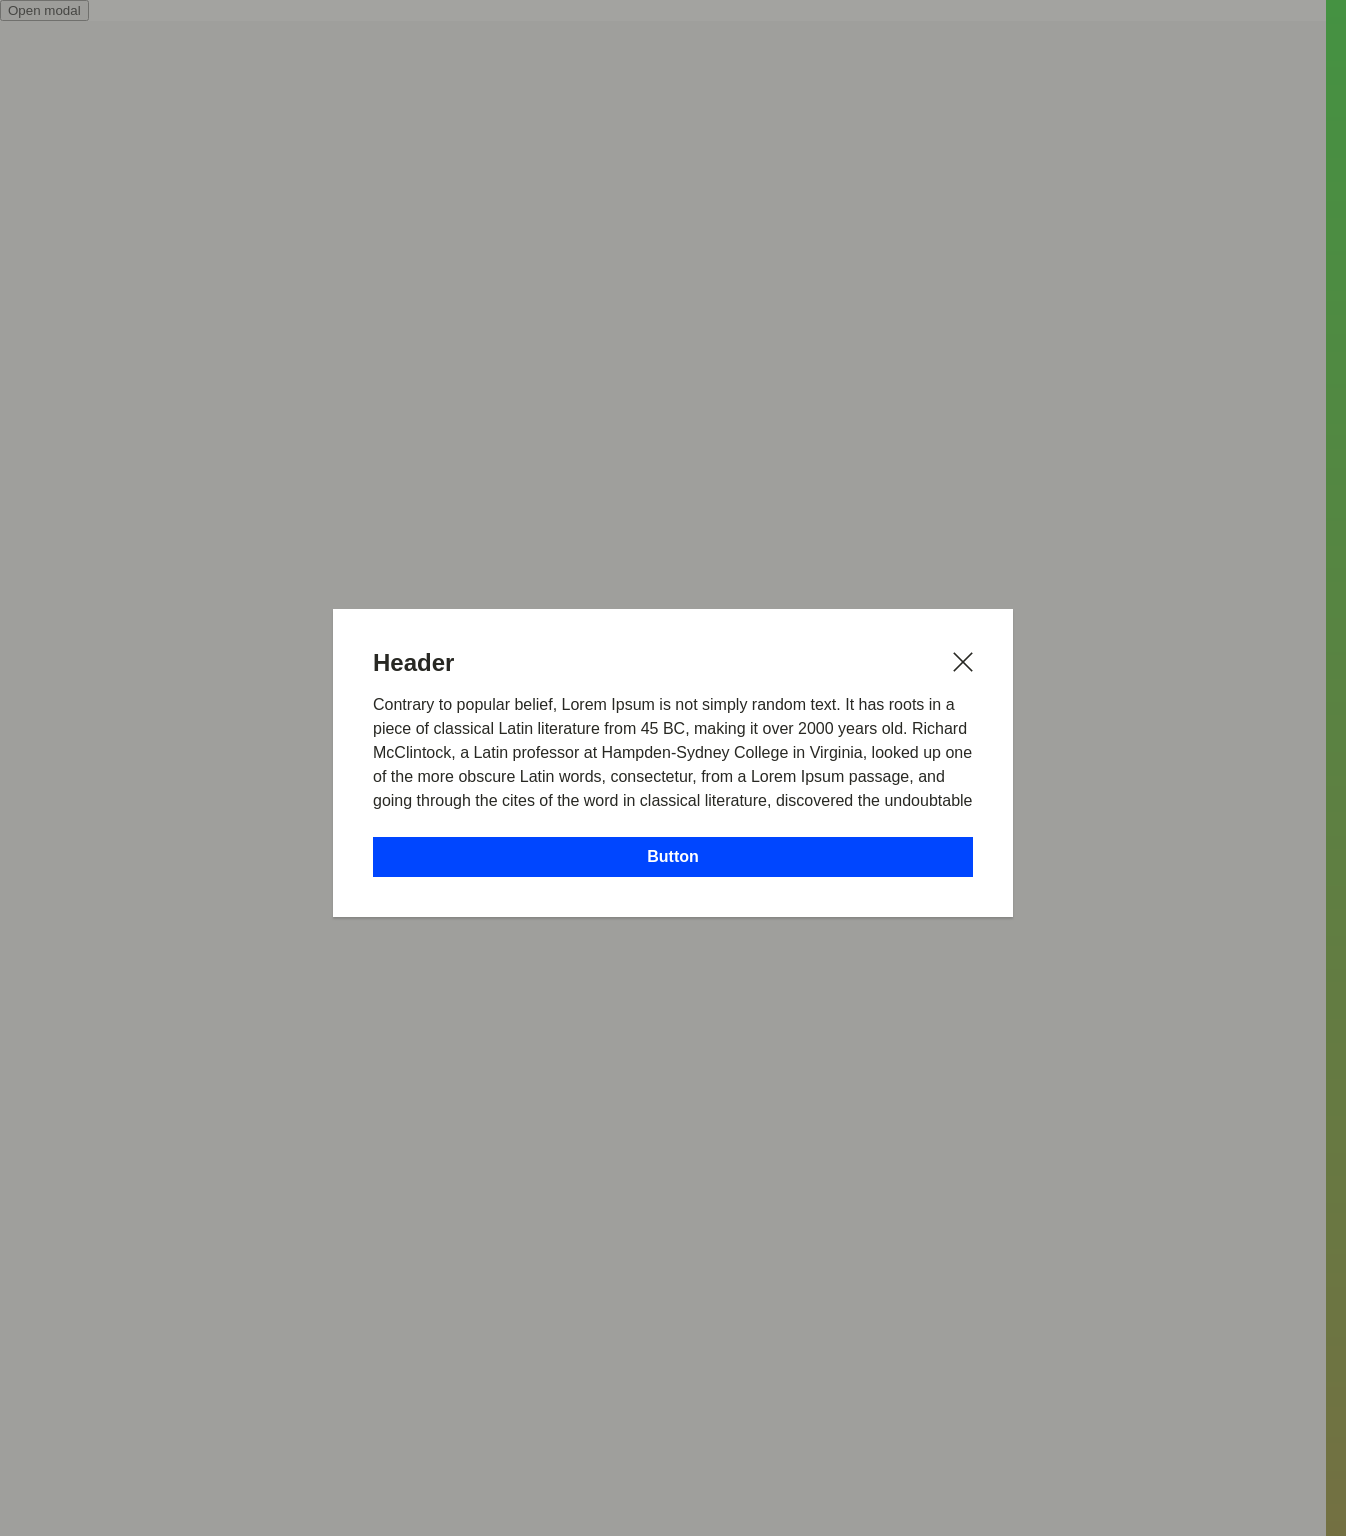 Open modal
Header
Contrary to popular belief, Lorem Ipsum is not simply random text. It has roots in a
piece of classical Latin literature from 45 BC, making it over 2000 years old. Richard
McClintock, a Latin professor at Hampden-Sydney College in Virginia, looked up one
of the more obscure Latin words, consectetur, from a Lorem Ipsum passage, and
going through the cites of the word in classical literature, discovered the undoubtable
Button